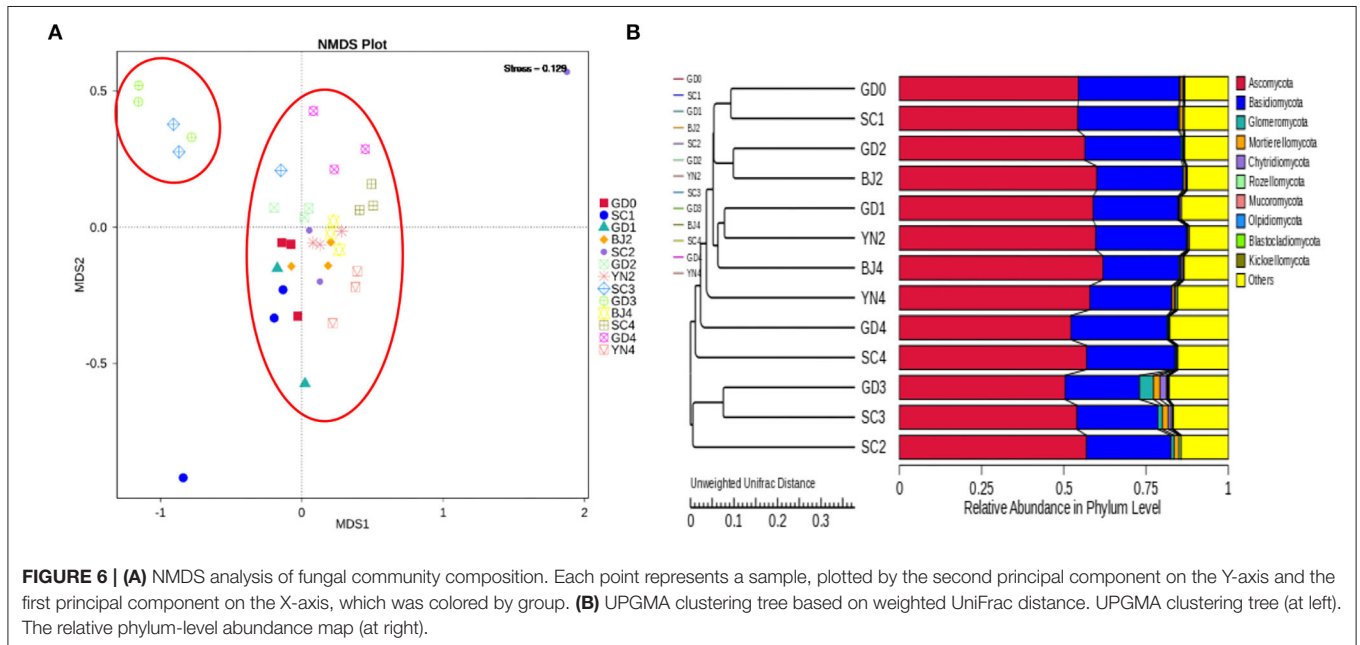 A
NMDS Plot
Stress = 0.129
0.5
0.0
-0.5
MDS2
-1
0
1
2
MDS1
GD0
SC1
GD1
BJ2
SC2
GD2
YN2
SC3
GD3
BJ4
SC4
GD4
YN4
B
GD0
SC1
GD1
BJ2
SC2
GD2
YN2
SC3
GD3
BJ4
SC4
GD4
YN4
GD0
SC1
GD2
BJ2
GD1
YN2
BJ4
YN4
GD4
SC4
GD3
SC3
SC2
Unweighted Unifrac Distance
0 0.1 0.2 0.3
0 0.25 0.5 0.75 1
Relative Abundance in Phylum Level
Ascomycota
Basidiomycota
Glomeromycota
Mortierellomycota
Chytridiomycota
Rozellomycota
Mucoromycota
Olpidiomycota
Blastocladiomycota
Kickxellomycota
Others
FIGURE 6 | (A) NMDS analysis of fungal community composition. Each point represents a sample, plotted by the second principal component on the Y-axis and the
first principal component on the X-axis, which was colored by group. (B) UPGMA clustering tree based on weighted UniFrac distance. UPGMA clustering tree (at left).
The relative phylum-level abundance map (at right).